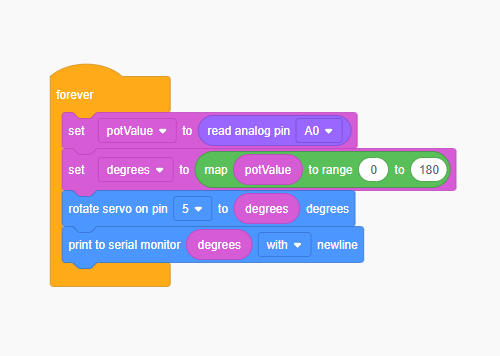 forever
set potValue to read analog pin A0
set degrees to map potValue to range 0 to 180
rotate servo on pin 5 to degrees degrees
print to serial monitor degrees with newline